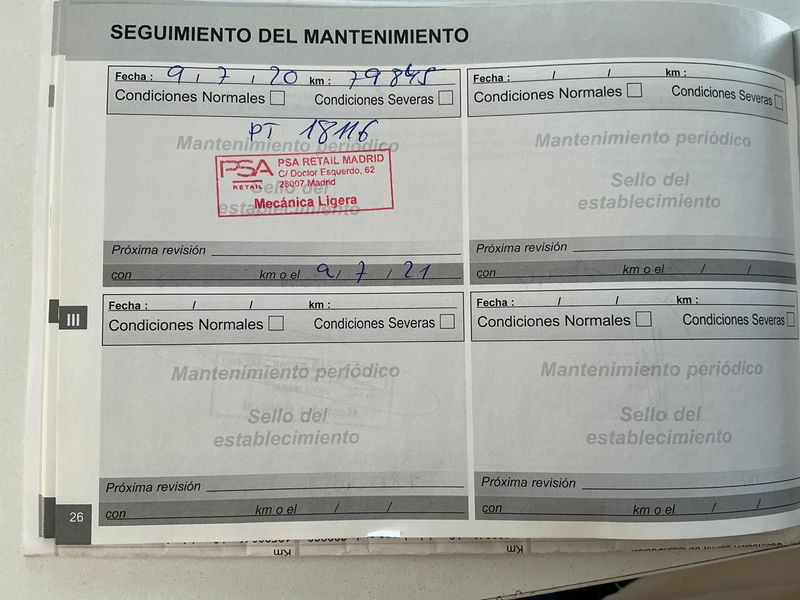 SEGUIMIENTO DEL MANTENIMIENTO
Fecha : 9 / 7 / 20 km : 79845
Condiciones Normales Condiciones Severas
PT 18116
Mantenimiento periódico
PSA RETAIL
PSA RETAIL MADRID
C/ Doctor Esquerdo, 62
28007 Madrid
Mecánica Ligera
Sello del
establecimiento
Próxima revisión
con km o el 9 / 7 / 21
Fecha : / / km :
Condiciones Normales Condiciones Severas
Mantenimiento periódico
Sello del
establecimiento
Próxima revisión
con km o el / /
III
Fecha : / / km :
Condiciones Normales Condiciones Severas
Mantenimiento periódico
Sello del
establecimiento
Próxima revisión
con km o el / /
Fecha : / / km :
Condiciones Normales Condiciones Severas
Mantenimiento periódico
Sello del
establecimiento
Próxima revisión
con km o el / /
26
Km
Km